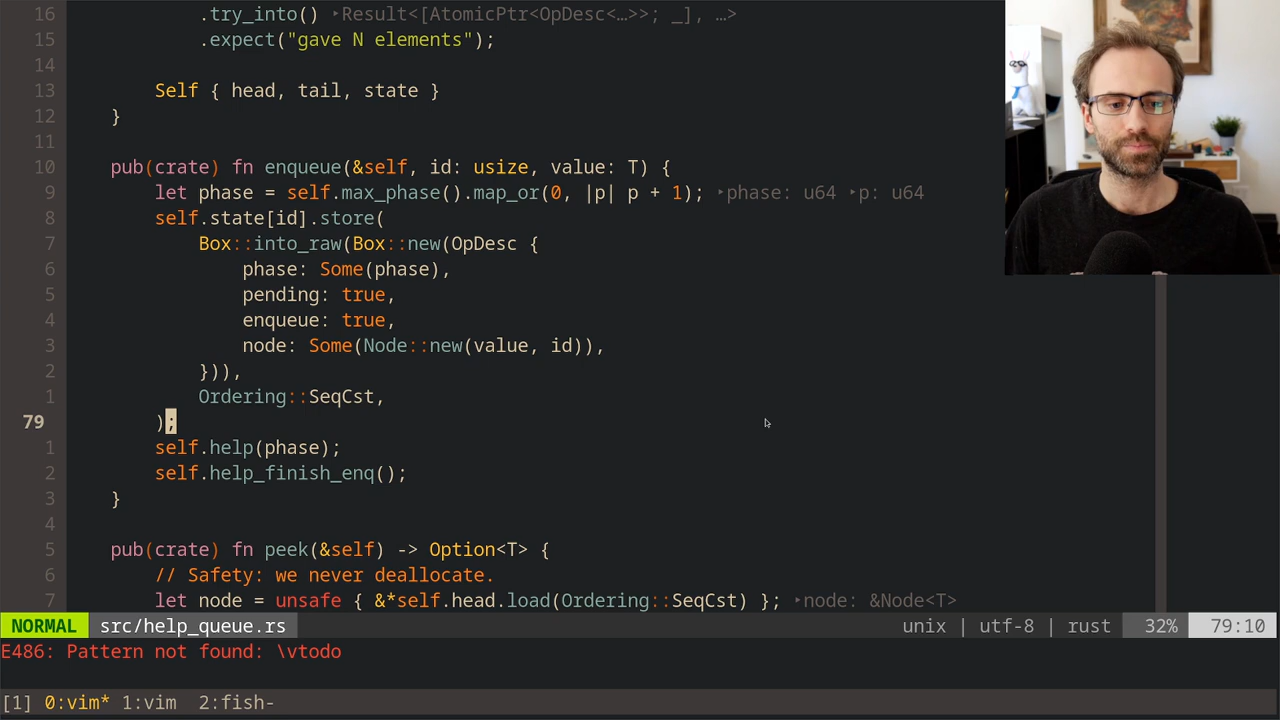 16 .try_into() ‣Result<[AtomicPtr<OpDesc<…>>; _], …>
15 .expect("gave N elements");
14
13 Self { head, tail, state }
12 }
11
10 pub(crate) fn enqueue(&self, id: usize, value: T) {
9 let phase = self.max_phase().map_or(0, |p| p + 1); ‣phase: u64 ‣p: u64
8 self.state[id].store(
7 Box::into_raw(Box::new(OpDesc {
6 phase: Some(phase),
5 pending: true,
4 enqueue: true,
3 node: Some(Node::new(value, id)),
2 })),
1 Ordering::SeqCst,
79 );
1 self.help(phase);
2 self.help_finish_enq();
3 }
4
5 pub(crate) fn peek(&self) -> Option<T> {
6 // Safety: we never deallocate.
7 let node = unsafe { &*self.head.load(Ordering::SeqCst) }; ‣node: &Node<T>
NORMAL src/help_queue.rs unix | utf-8 | rust 32% 79:10
E486: Pattern not found: \vtodo
[1] 0:vim* 1:vim 2:fish-